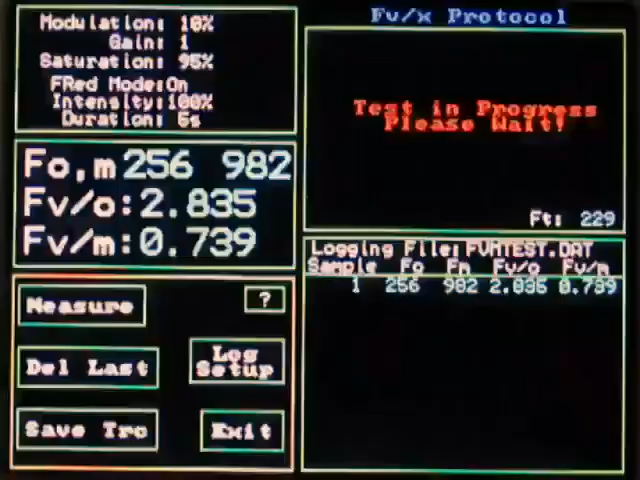 Modulation: 10%
Gain: 1
Saturation: 95%
FRed Mode:On
Intensity:100%
Duration: 5s
Fo,m 256 982
Fv/o:2.835
Fv/m:0.739
Measure
?
Del Last
Log Setup
Save Trc
Exit
Fv/x Protocol
Test in Progress
Please Wait!
Ft: 229
Logging File: FVMTEST.DAT
Sample Fo Fm Fv/o Fv/m
1 256 982 2.835 0.739